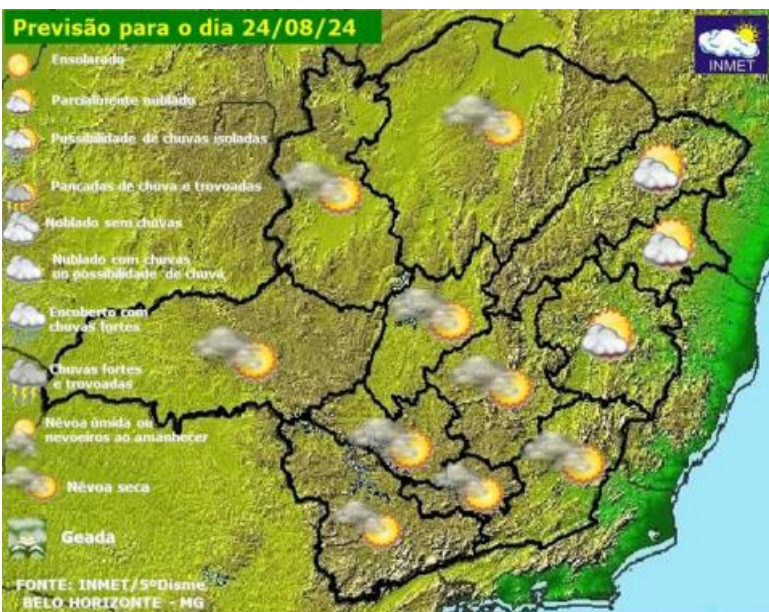 Previsão para o dia 24/08/24
INMET
Ensolarado
Parcialmente nublado
Possibilidade de chuvas isoladas
Pancadas de chuva e trovoadas
Noblado sem chuvas
Nublado com chuvas
ou possibilidade de chuva
Encoberto com
chuvas fortes
Chuvas fortes
e trovoadas
Névoa úmida ou
nevoeiros ao amanhecer
Névoa seca
Geada
FONTE: INMET/5ºDisme
BELO HORIZONTE - MG